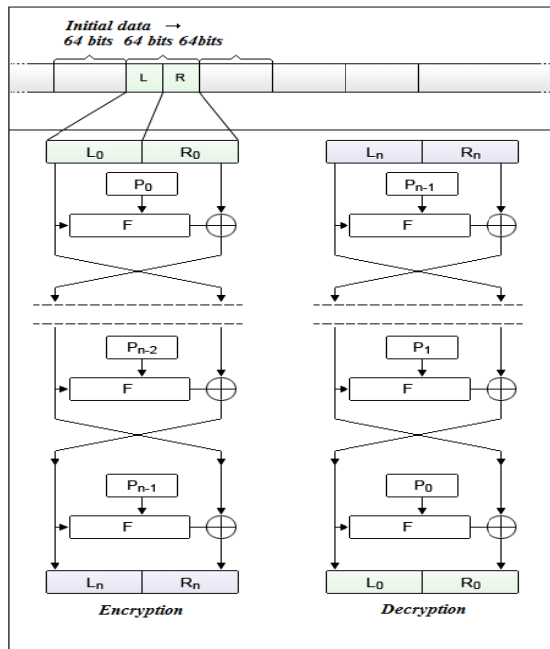 Initial data →
64 bits 64 bits 64bits
L R
L0 R0
P0
F
Pn-2
F
Pn-1
F
Ln Rn
Encryption
Ln Rn
Pn-1
F
P1
F
P0
F
L0 R0
Decryption